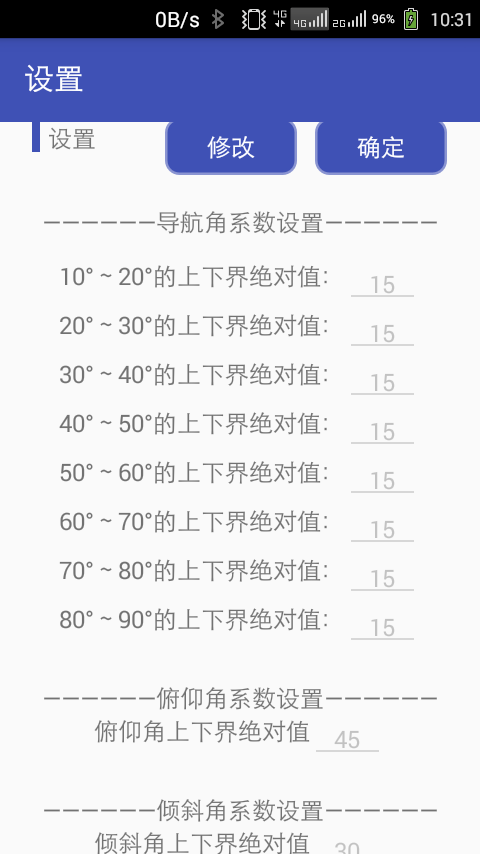 0B/s 4G 4G 2G 96% 10:31
设置
设置 修改 确定
------导航角系数设置------
10° ~ 20°的上下界绝对值： 15
20° ~ 30°的上下界绝对值： 15
30° ~ 40°的上下界绝对值： 15
40° ~ 50°的上下界绝对值： 15
50° ~ 60°的上下界绝对值： 15
60° ~ 70°的上下界绝对值： 15
70° ~ 80°的上下界绝对值： 15
80° ~ 90°的上下界绝对值： 15
------俯仰角系数设置------
俯仰角上下界绝对值 45
------倾斜角系数设置------
倾斜角上下界绝对值 30